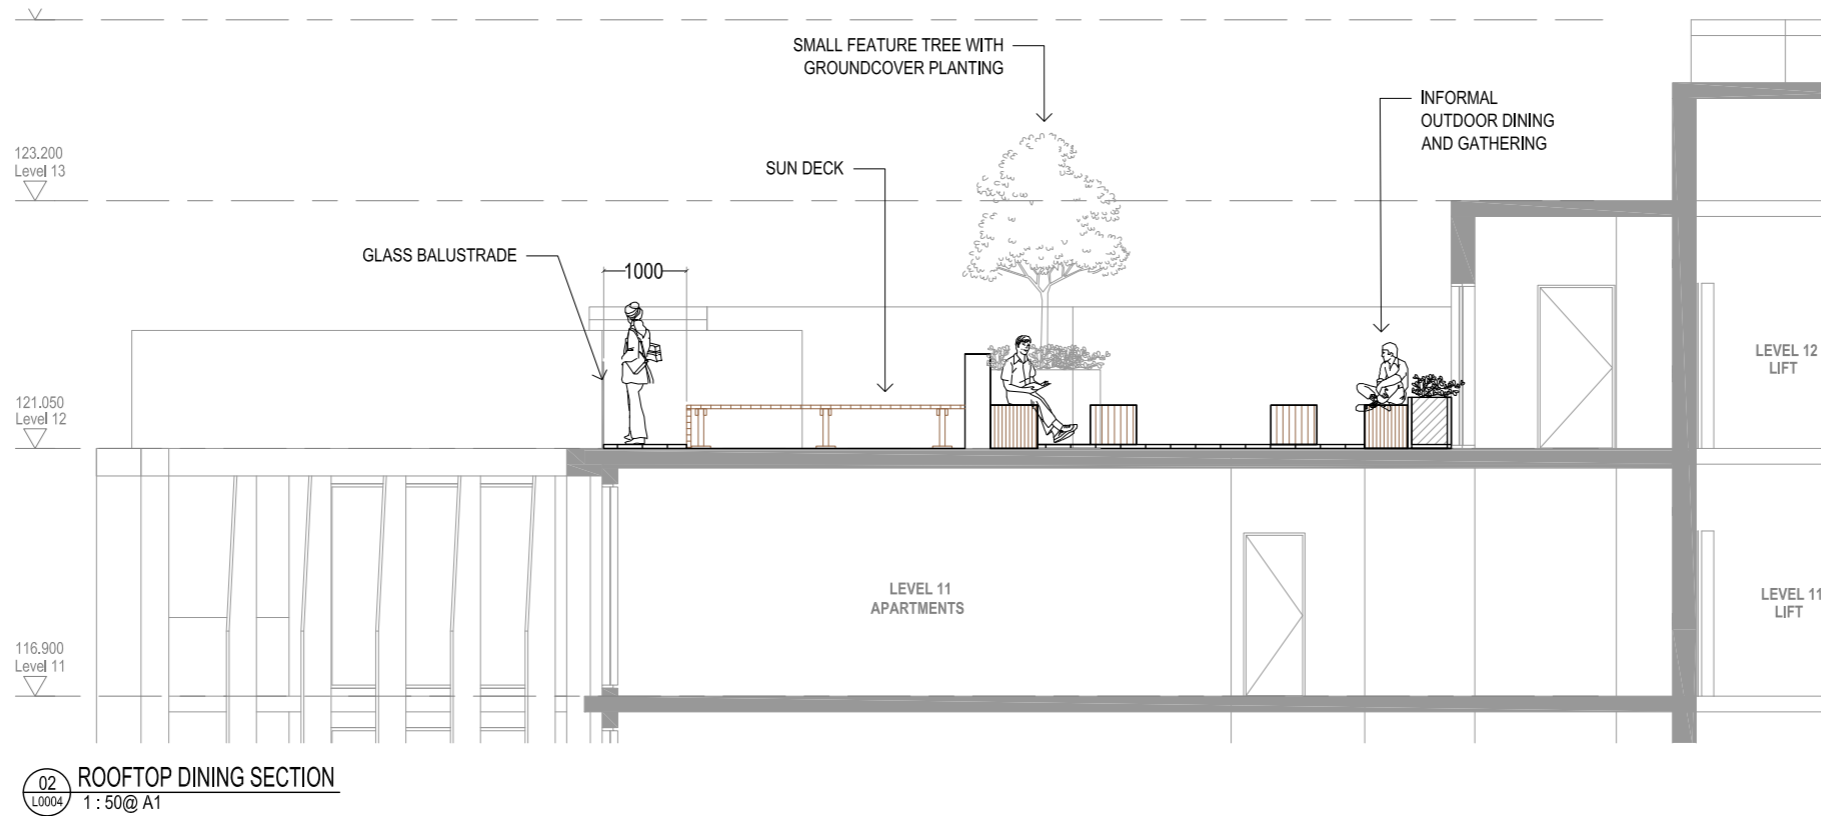 SMALL FEATURE TREE WITH
GROUNDCOVER PLANTING
INFORMAL
OUTDOOR DINING
AND GATHERING
123.200
Level 13
SUN DECK
GLASS BALUSTRADE
1000
LEVEL 12
LIFT
121.050
Level 12
LEVEL 11
APARTMENTS
LEVEL 11
LIFT
116.900
Level 11
02
L0004
ROOFTOP DINING SECTION
1 : 50@ A1